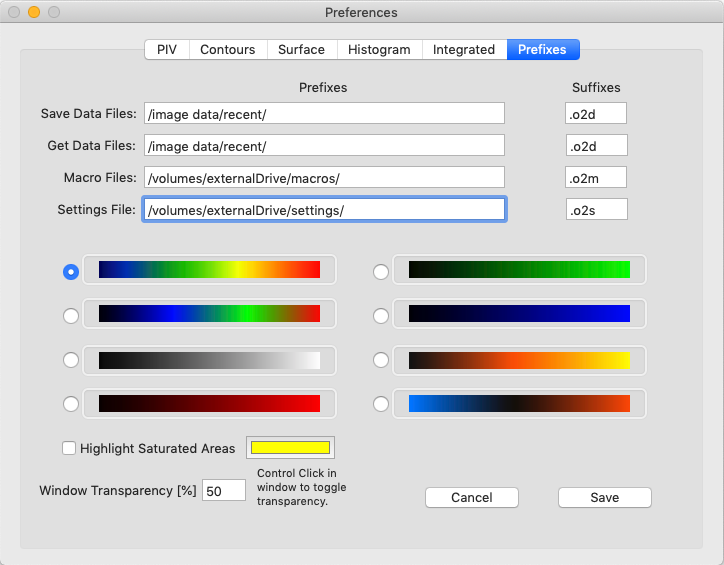 Preferences
PIV Contours Surface Histogram Integrated Prefixes
Prefixes Suffixes
Save Data Files: /image data/recent/ .o2d
Get Data Files: /image data/recent/ .o2d
Macro Files: /volumes/externalDrive/macros/ .o2m
Settings File: /volumes/externalDrive/settings/ .o2s
Highlight Saturated Areas
Window Transparency [%] 50
Control Click in
window to toggle
transparency.
Cancel Save